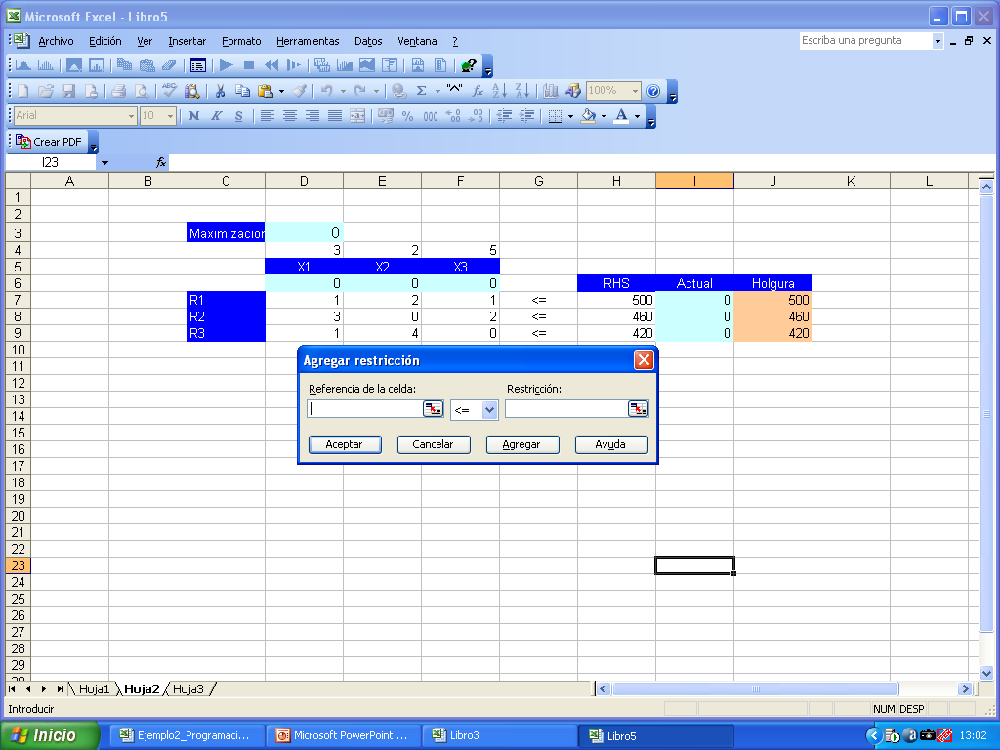 Microsoft Excel - Libro5
Archivo Edición Ver Insertar Formato Herramientas Datos Ventana ?
Escriba una pregunta
100%
Arial 10 N K S % 000
Crear PDF
I23 fx
A B C D E F G H I J K L
1
2
3 Maximizacion 0
4 3 2 5
5 X1 X2 X3
6 0 0 0 RHS Actual Holgura
7 R1 1 2 1 <= 500 0 500
8 R2 3 0 2 <= 460 0 460
9 R3 1 4 0 <= 420 0 420
10
11
12
13
14
15
16
17
18
19
20
21
22
23
24
25
26
27
28
29
Agregar restricción
Referencia de la celda: Restricción:
<=
Aceptar Cancelar Agregar Ayuda
Hoja1 Hoja2 Hoja3
Introducir NUM DESP
Inicio Ejemplo2_Programaci... Microsoft PowerPoint ... Libro3 Libro5 13:02